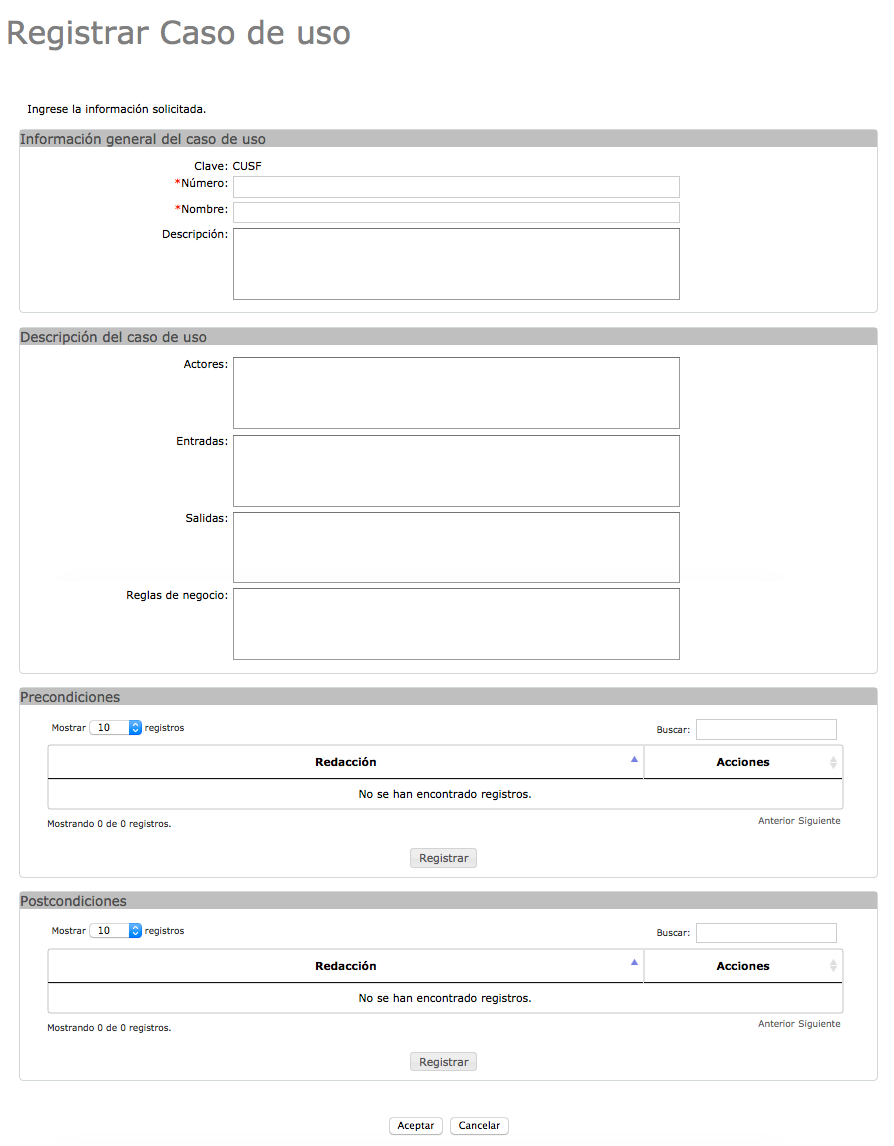 Registrar Caso de uso
Ingrese la información solicitada.
Información general del caso de uso
Clave: CUSF
*Número:
*Nombre:
Descripción:
Descripción del caso de uso
Actores:
Entradas:
Salidas:
Reglas de negocio:
Precondiciones
Mostrar 10 registros Buscar:
Redacción Acciones
No se han encontrado registros.
Mostrando 0 de 0 registros. Anterior Siguiente
Registrar
Postcondiciones
Mostrar 10 registros Buscar:
Redacción Acciones
No se han encontrado registros.
Mostrando 0 de 0 registros. Anterior Siguiente
Registrar
Aceptar Cancelar